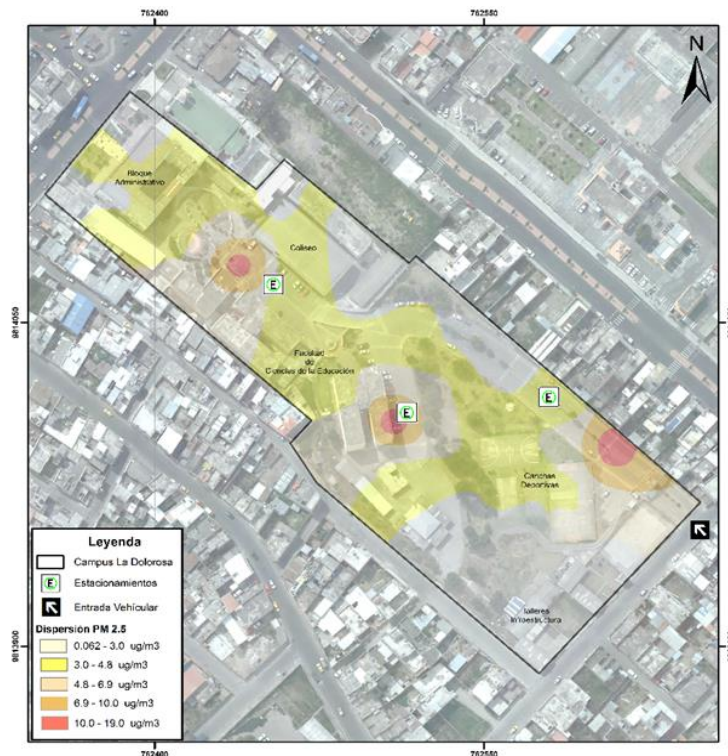 762400
762550
N
Bloque
Administrativo
Coliseo
E
9814050
Facultad
de
Ciencias de la Educación
E
E
Canchas
Deportivas
Talleres
Infraestructura
9813900
Leyenda
Campus La Dolorosa
E Estacionamientos
Entrada Vehícular
Dispersión PM 2.5
0.062 - 3.0 ug/m3
3.0 - 4.8 ug/m3
4.8 - 6.9 ug/m3
6.9 - 10.0 ug/m3
10.0 - 19.0 ug/m3
762400
762550